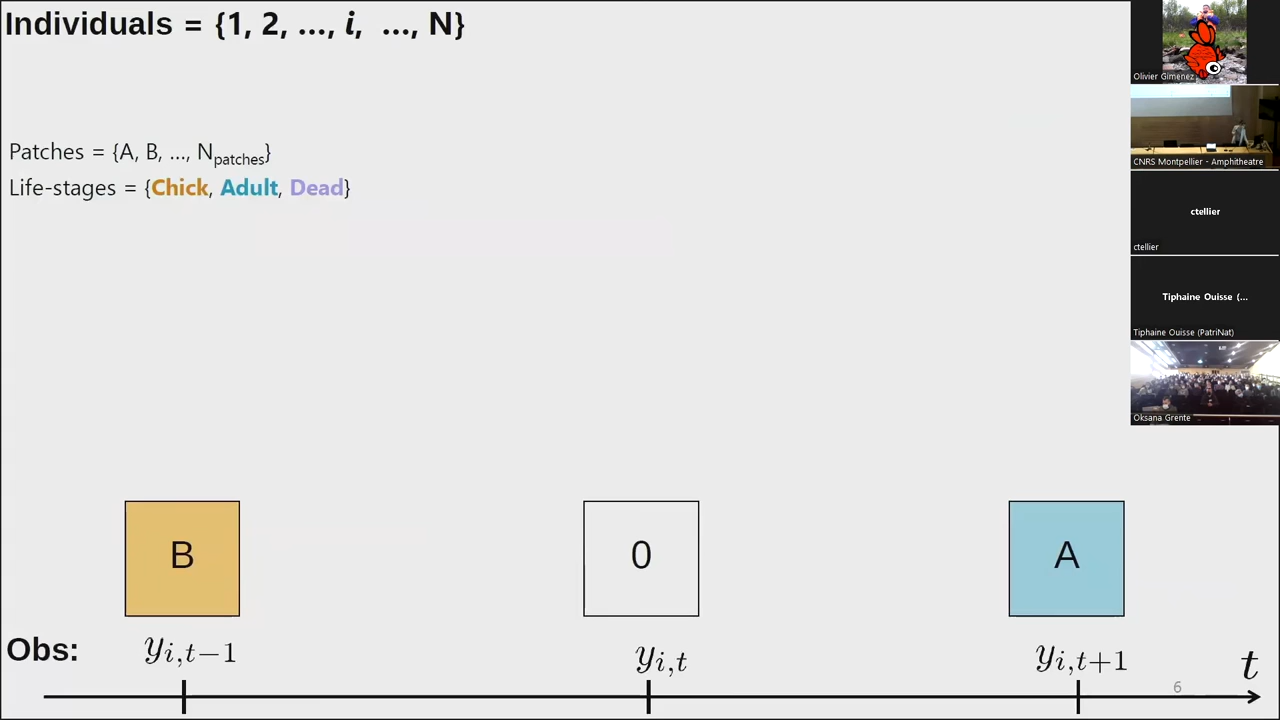 Individuals = {1, 2, ..., i, ..., N}
Patches = {A, B, ..., Npatches}
Life-stages = {Chick, Adult, Dead}
B
0
A
Obs:
yi,t−1
yi,t
yi,t+1
t
6
Olivier Gimenez
CNRS Montpellier - Amphitheatre
ctellier
ctellier
Tiphaine Ouisse (...
Tiphaine Ouisse (PatriNat)
Oksana Grente